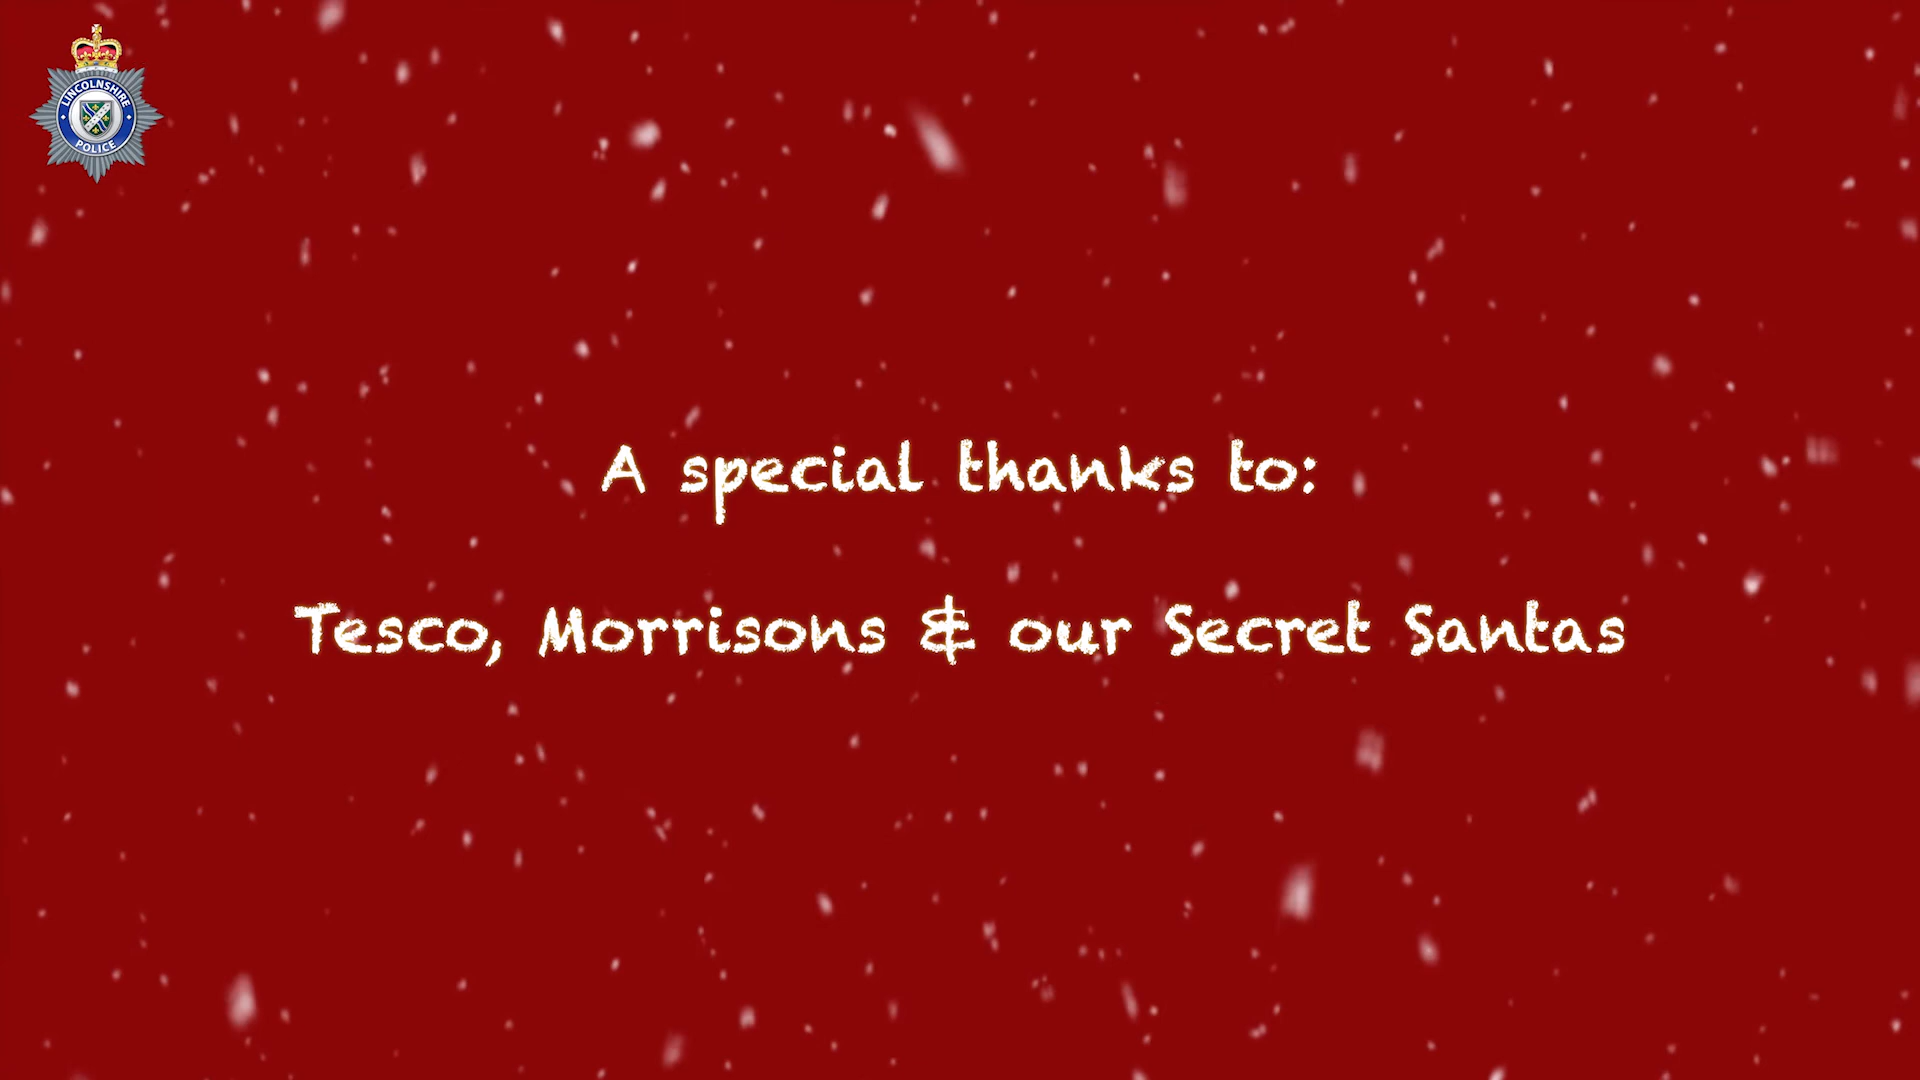 LINCOLNSHIRE
POLICE
A special thanks to:
Tesco, Morrisons & our Secret Santas